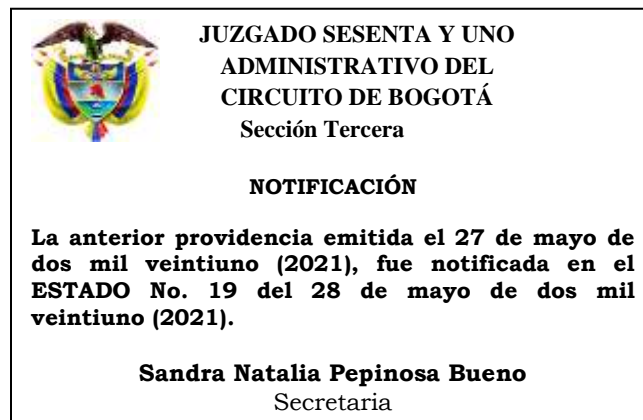 JUZGADO SESENTA Y UNO
ADMINISTRATIVO DEL
CIRCUITO DE BOGOTÁ
Sección Tercera
NOTIFICACIÓN
La anterior providencia emitida el 27 de mayo de
dos mil veintiuno (2021), fue notificada en el
ESTADO No. 19 del 28 de mayo de dos mil
veintiuno (2021).
Sandra Natalia Pepinosa Bueno
Secretaria